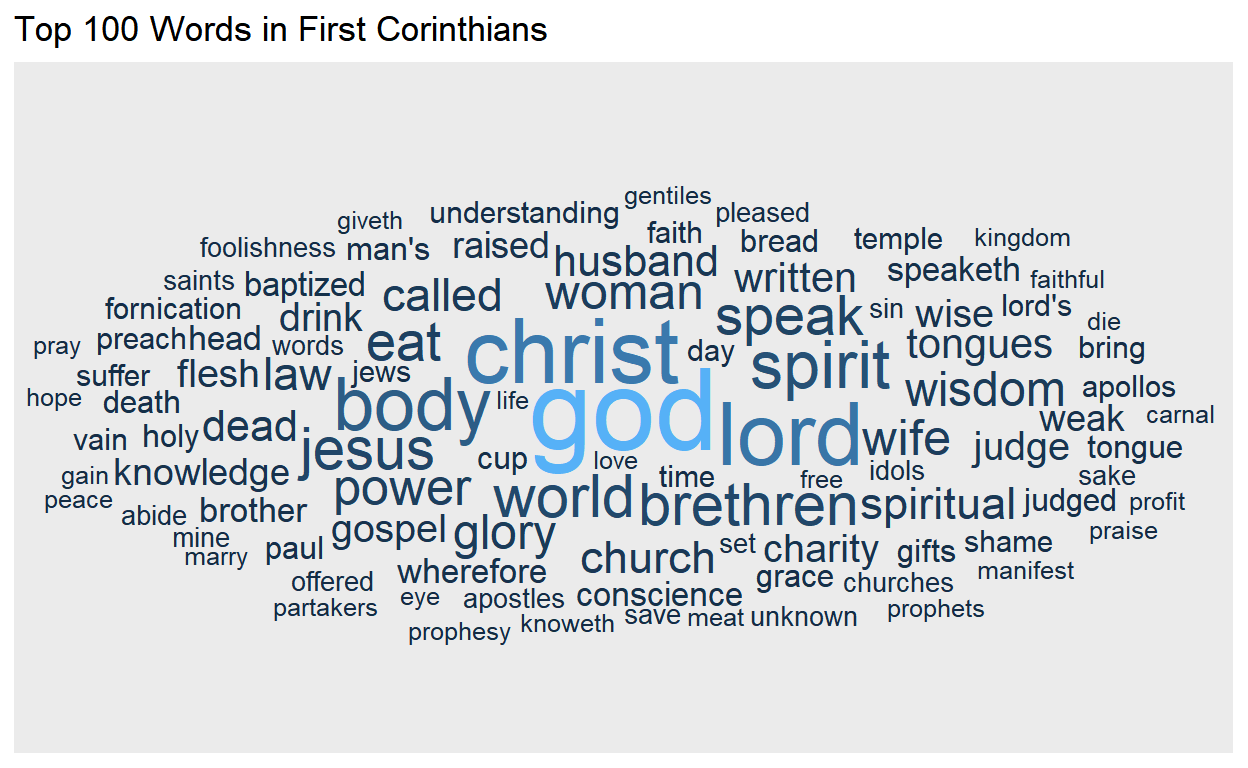 Top 100 Words in First Corinthians
gentiles
giveth understanding pleased
foolishness man's raised faith bread temple kingdom
saints baptized called husband woman written speaketh faithful
fornication drink speak sin wise lord's die
pray preach head words eat christ day spirit tongues bring
suffer flesh law jews wisdom apollos
hope death body life god lord weak carnal
vain holy dead jesus wife judge tongue
gain knowledge cup love time free idols sake
peace abide brother power world brethren spiritual judged profit
mine gospel glory praise
marry paul church set charity gifts shame
offered wherefore conscience grace churches manifest
partakers eye apostles save meat unknown prophets
prophesy knoweth